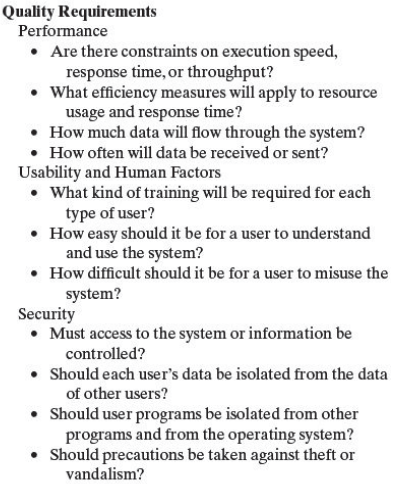 Quality Requirements
Performance
• Are there constraints on execution speed,
response time, or throughput?
• What efficiency measures will apply to resource
usage and response time?
• How much data will flow through the system?
• How often will data be received or sent?
Usability and Human Factors
• What kind of training will be required for each
type of user?
• How easy should it be for a user to understand
and use the system?
• How difficult should it be for a user to misuse the
system?
Security
• Must access to the system or information be
controlled?
• Should each user's data be isolated from the data
of other users?
• Should user programs be isolated from other
programs and from the operating system?
• Should precautions be taken against theft or
vandalism?